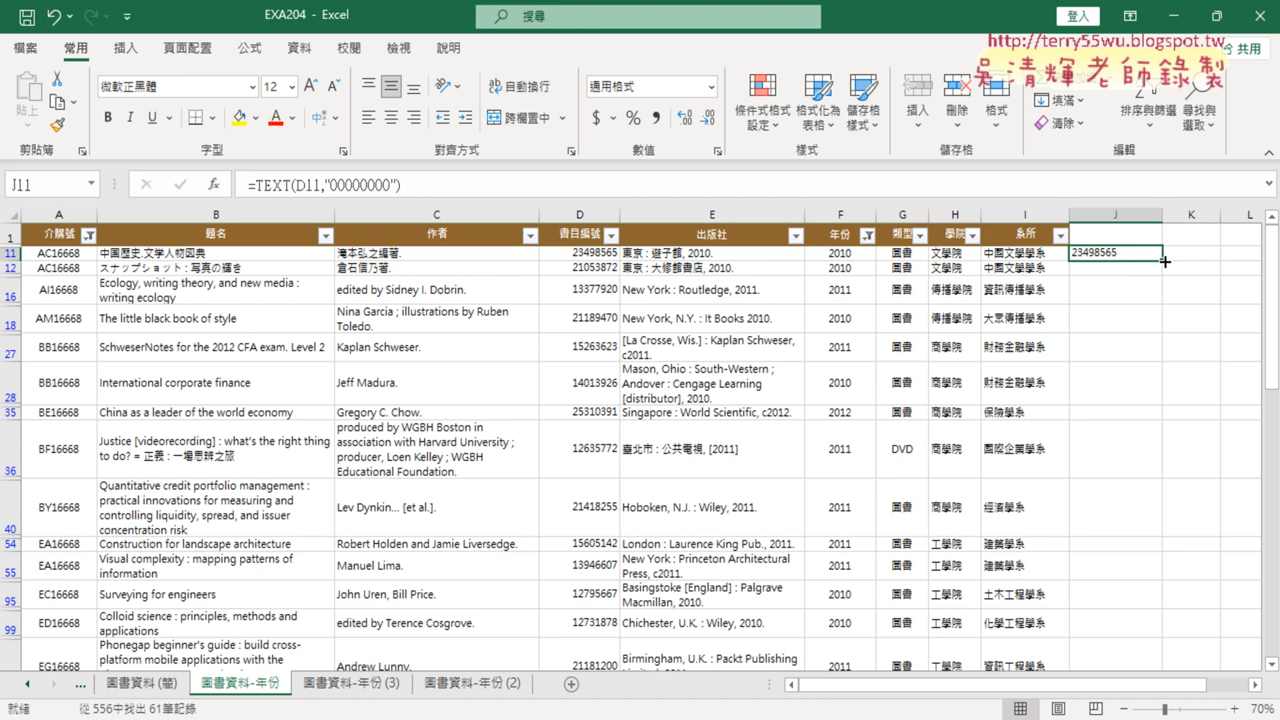 EXA204 - Excel
搜尋
登入
檔案 常用 插入 頁面配置 公式 資料 校閱 檢視 說明
http://terry55wu.blogspot.tw
共用
吳清輝老師錄製
貼上
微軟正黑體 12
自動換行
通用格式
條件式格式設定
格式化為表格
儲存格樣式
插入 刪除 格式
填滿
清除
排序與篩選
尋找與選取
B I U
跨欄置中
$ %
剪貼簿 字型 對齊方式 數值 樣式 儲存格 編輯
J11 fx =TEXT(D11,"00000000")
A B C D E F G H I J K L
1 介購號 題名 作者 書目編號 出版社 年份 類型 學院 系所
11 AC16668 中国歴史.文学人物図典 滝本弘之編著. 23498565 東京 : 遊子館, 2010. 2010 圖書 文學院 中國文學學系 23498565
12 AC16668 スナップショット : 写真の輝き 倉石信乃著. 21053872 東京 : 大修館書店, 2010. 2010 圖書 文學院 中國文學學系
16 AI16668 Ecology, writing theory, and new media : writing ecology edited by Sidney I. Dobrin. 13377920 New York : Routledge, 2011. 2011 圖書 傳播學院 資訊傳播學系
18 AM16668 The little black book of style Nina Garcia ; illustrations by Ruben Toledo. 21189470 New York, N.Y. : It Books 2010. 2010 圖書 傳播學院 大眾傳播學系
27 BB16668 SchweserNotes for the 2012 CFA exam. Level 2 Kaplan Schweser. 15263623 [La Crosse, Wis.] : Kaplan Schweser, c2011. 2011 圖書 商學院 財務金融學系
28 BB16668 International corporate finance Jeff Madura. 14013926 Mason, Ohio : South-Western ; Andover : Cengage Learning [distributor], 2010. 2010 圖書 商學院 財務金融學系
35 BE16668 China as a leader of the world economy Gregory C. Chow. 25310391 Singapore : World Scientific, c2012. 2012 圖書 商學院 保險學系
36 BF16668 Justice [videorecording] : what's the right thing to do? = 正義 : 一場思辨之旅 produced by WGBH Boston in association with Harvard University ; producer, Loen Kelley ; WGBH Educational Foundation. 12635772 臺北市 : 公共電視, [2011] 2011 DVD 商學院 國際企業學系
40 BY16668 Quantitative credit portfolio management : practical innovations for measuring and controlling liquidity, spread, and issuer concentration risk Lev Dynkin... [et al.]. 21418255 Hoboken, N.J. : Wiley, 2011. 2011 圖書 商學院 經濟學系
54 EA16668 Construction for landscape architecture Robert Holden and Jamie Liversedge. 15605142 London : Laurence King Pub., 2011. 2011 圖書 工學院 建築學系
55 EA16668 Visual complexity : mapping patterns of information Manuel Lima. 13946607 New York : Princeton Architectural Press, c2011. 2011 圖書 工學院 建築學系
95 EC16668 Surveying for engineers John Uren, Bill Price. 12795667 Basingstoke [England] : Palgrave Macmillan, 2010. 2010 圖書 工學院 土木工程學系
99 ED16668 Colloid science : principles, methods and applications edited by Terence Cosgrove. 12731878 Chichester, U.K. : Wiley, 2010. 2010 圖書 工學院 化學工程學系
EG16668 Phonegap beginner's guide : build cross-platform mobile applications with the Andrew Lunny. 21181200 Birmingham, U.K. : Packt Publishing 2011 圖書 工學院 資訊工程學系
... 圖書資料 (簡) 圖書資料-年份 圖書資料-年份 (3) 圖書資料-年份 (2)
就緒 從 556中找出 61筆記錄 70%